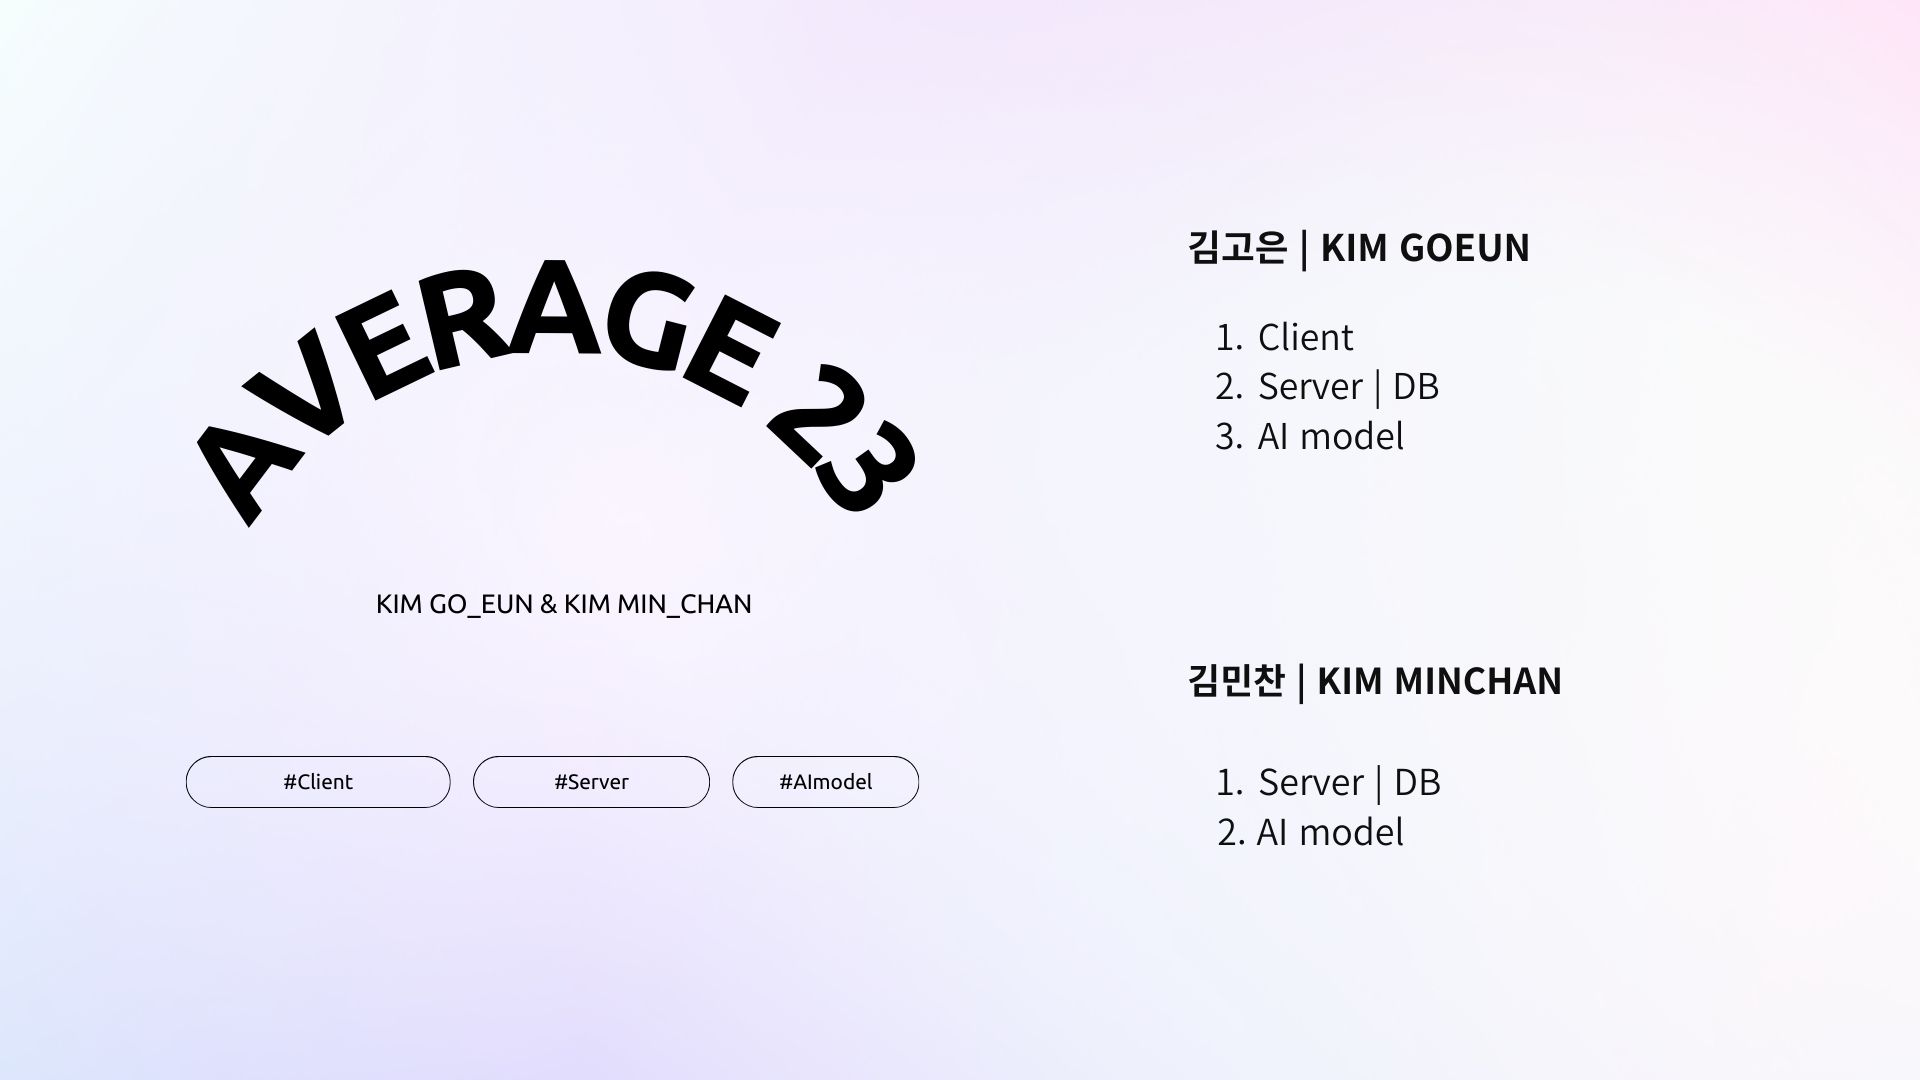 AVERAGE 23
KIM GO_EUN & KIM MIN_CHAN
#Client
#Server
#AImodel
김고은 | KIM GOEUN
1. Client
2. Server | DB
3. AI model
김민찬 | KIM MINCHAN
1. Server | DB
2. AI model